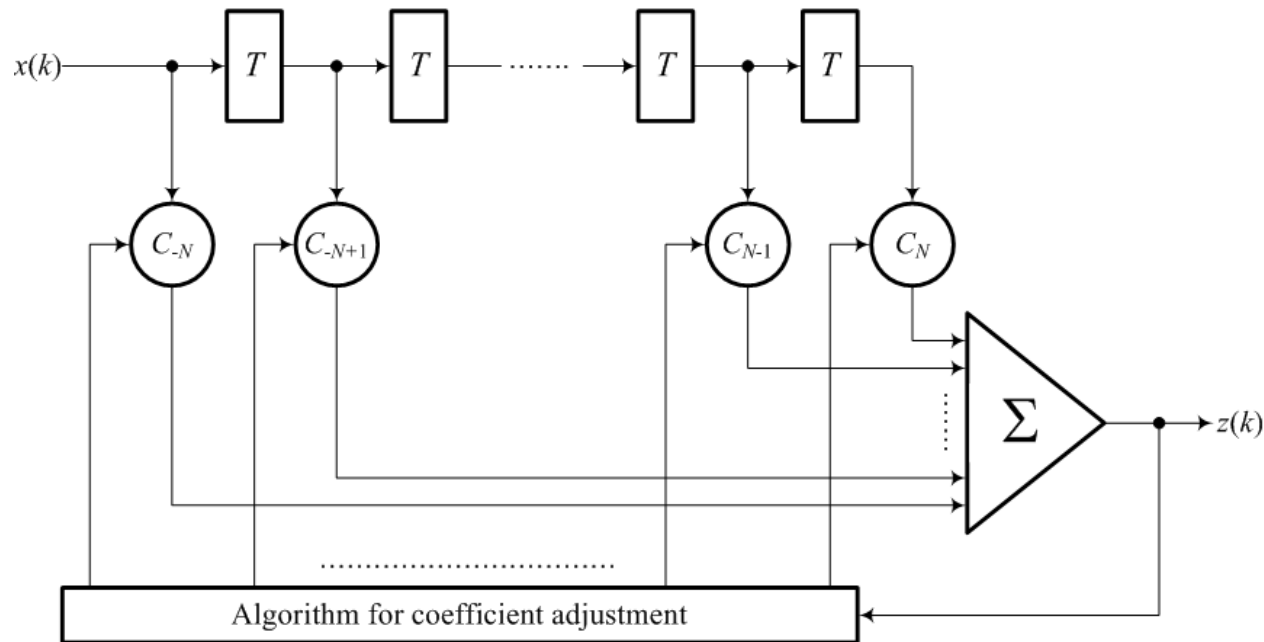 x(k) T T ........ T T
C-N C-N+1 CN-1 CN
Σ z(k)
Algorithm for coefficient adjustment